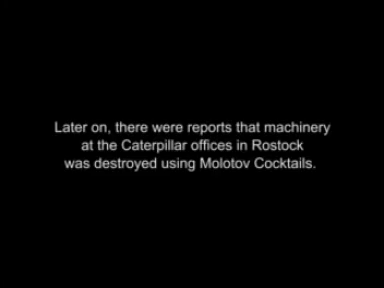 Later on, there were reports that machinery
at the Caterpillar offices in Rostock
was destroyed using Molotov Cocktails.